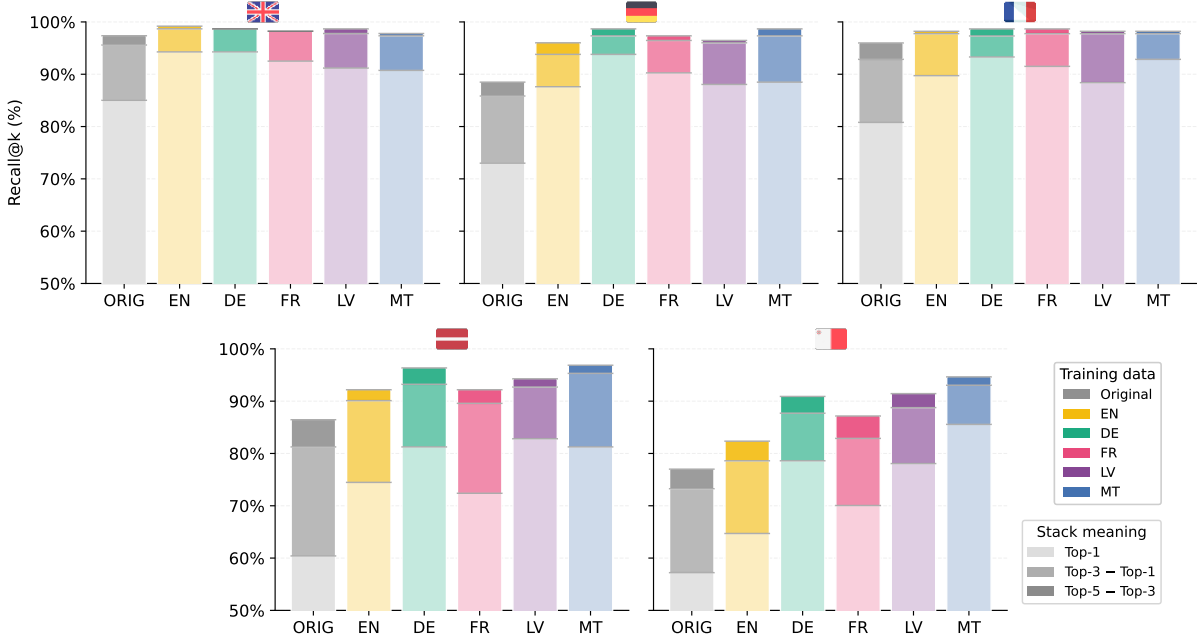 Recall@k (%)
100%
90%
80%
70%
60%
50%
ORIG EN DE FR LV MT
ORIG EN DE FR LV MT
ORIG EN DE FR LV MT
100%
90%
80%
70%
60%
50%
ORIG EN DE FR LV MT
ORIG EN DE FR LV MT
Training data
Original
EN
DE
FR
LV
MT
Stack meaning
Top-1
Top-3 − Top-1
Top-5 − Top-3